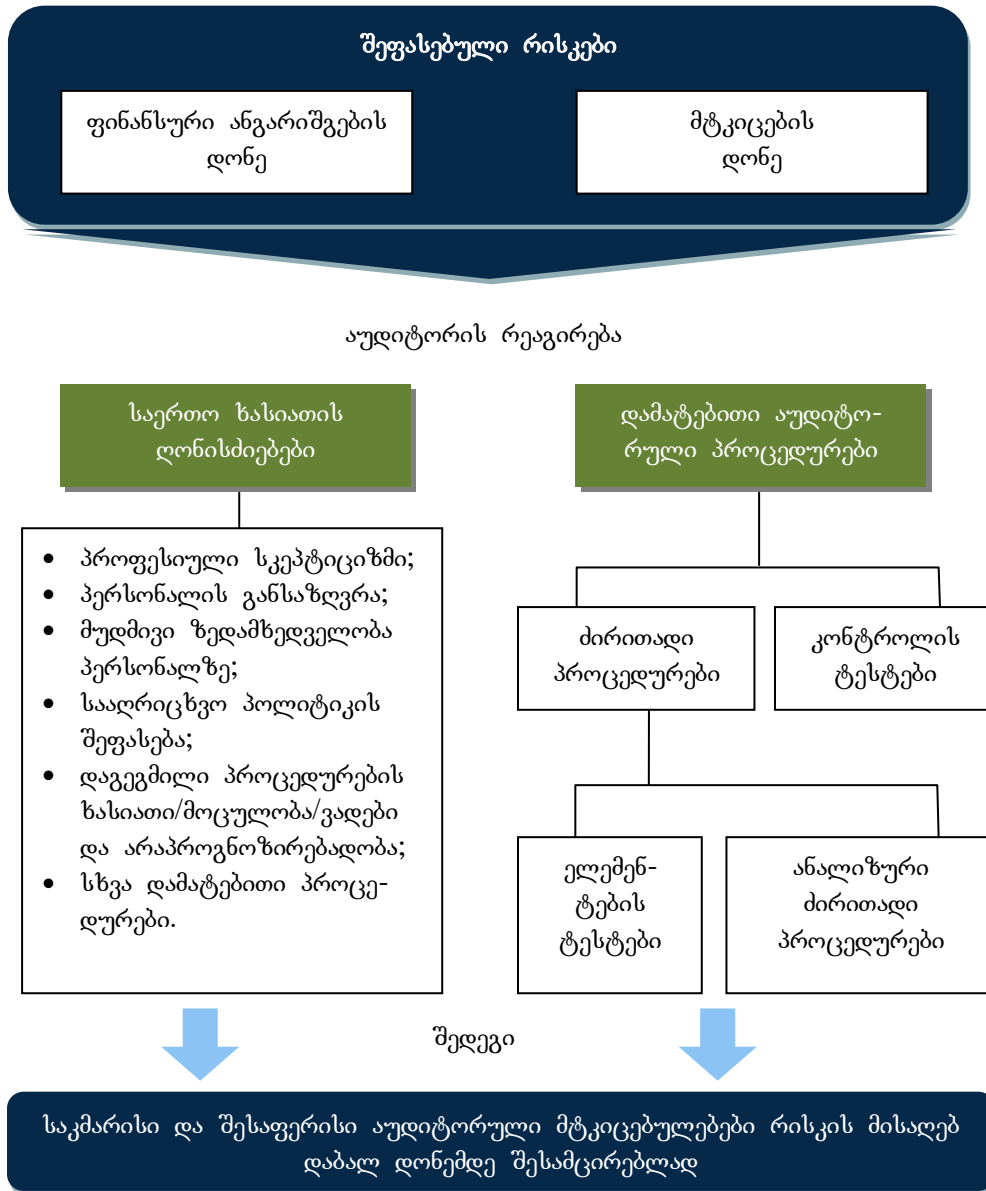 შეფასებული რისკები
ფინანსური ანგარიშგების
დონე
მტკიცების
დონე
აუდიტორის რეაგირება
საერთო ხასიათის
ღონისძიებები
დამატებითი აუდიტო-
რული პროცედურები
• პროფესიული სკეპტიციზმი;
• პერსონალის განსაზღვრა;
• მუდმივი ზედამხედველობა
პერსონალზე;
• სააღრიცხვო პოლიტიკის
შეფასება;
• დაგეგმილი პროცედურების
ხასიათი/მოცულობა/ვადები
და არაპროგნოზირებადობა;
• სხვა დამატებითი პროცე-
დურები.
ძირითადი
პროცედურები
კონტროლის
ტესტები
ელემენ-
ტების
ტესტები
ანალიზური
ძირითადი
პროცედურები
შედეგი
საკმარისი და შესაფერისი აუდიტორული მტკიცებულებები რისკის მისაღებ
დაბალ დონემდე შესამცირებლად